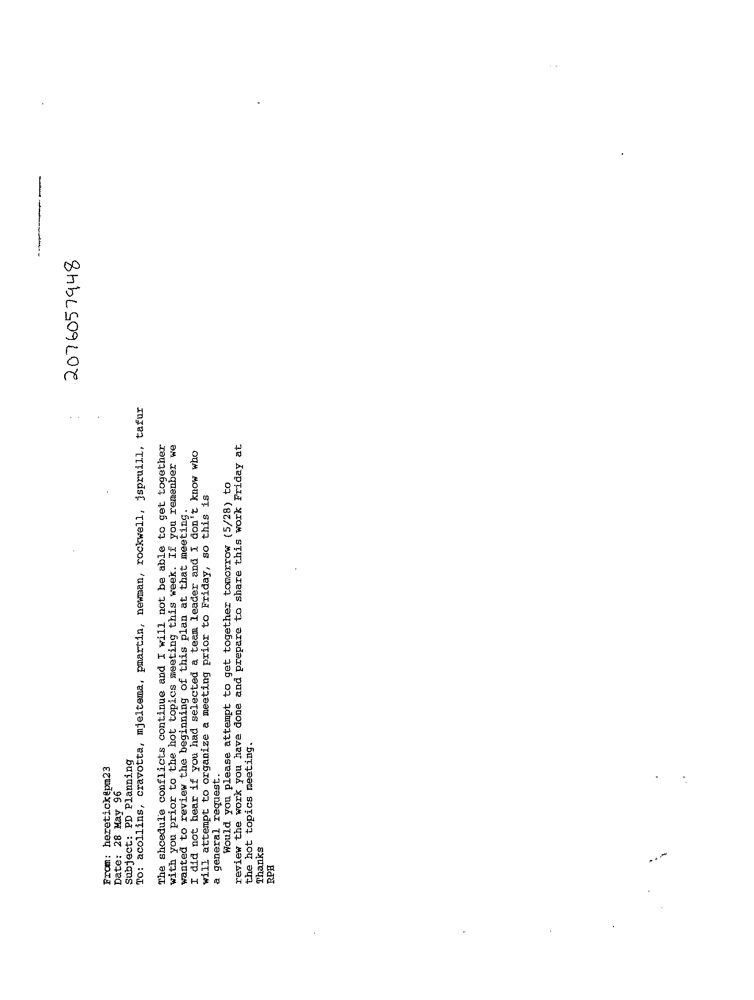 2076057948
From: heretick@pm23
Date: 28 May 96
Subject: PD Planning
To: acollins, cravotta, mjeltema, pmartin, newman, rockwell, jspruill, tafur
The shcedule conflicts continue and I will not be able to get together
with you prior to the hot topics meeting this week. If you remember we
wanted to review the beginning of this plan at that meeting.
I did not hear if you had selected a team leader and I don't know who
will attempt to organize a meeting prior to Friday, so this is
a general request.
Would you please attempt to get together tomorrow (5/28) to
review the work you have done and prepare to share this work Friday at
the hot topics meeting.
Thanks
RPH